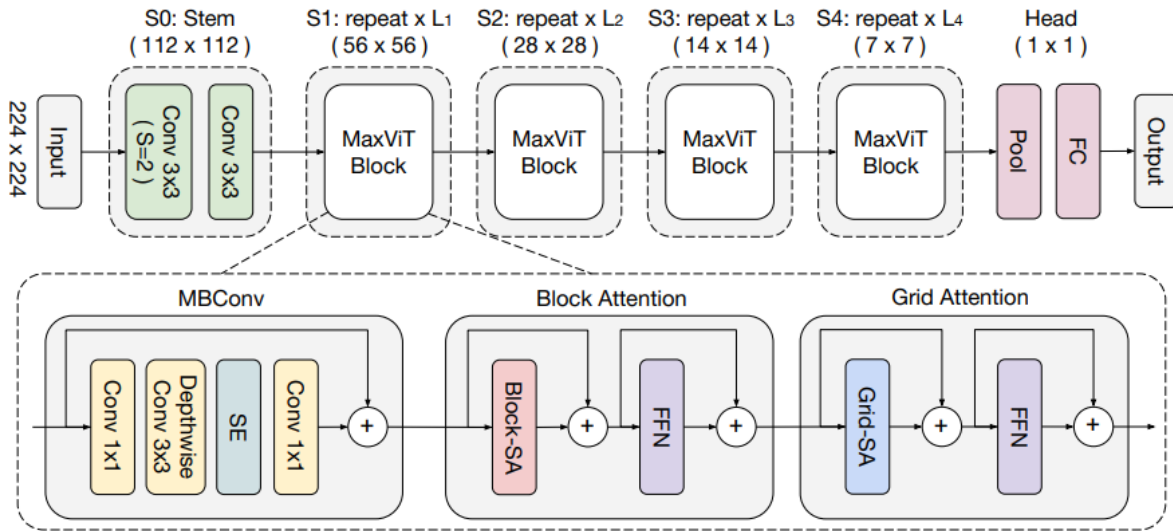 S0: Stem
( 112 x 112 )
S1: repeat x L₁
( 56 x 56 )
S2: repeat x L₂
( 28 x 28 )
S3: repeat x L₃
( 14 x 14 )
S4: repeat x L₄
( 7 x 7 )
Head
( 1 x 1 )
224 x 224
Input
Conv 3x3
( S=2 )
Conv 3x3
MaxViT
Block
MaxViT
Block
MaxViT
Block
MaxViT
Block
Pool
FC
Output
MBConv
Block Attention
Grid Attention
Conv 1x1
Depthwise
Conv 3x3
SE
Conv 1x1
+
Block-SA
+
FFN
+
Grid-SA
+
FFN
+